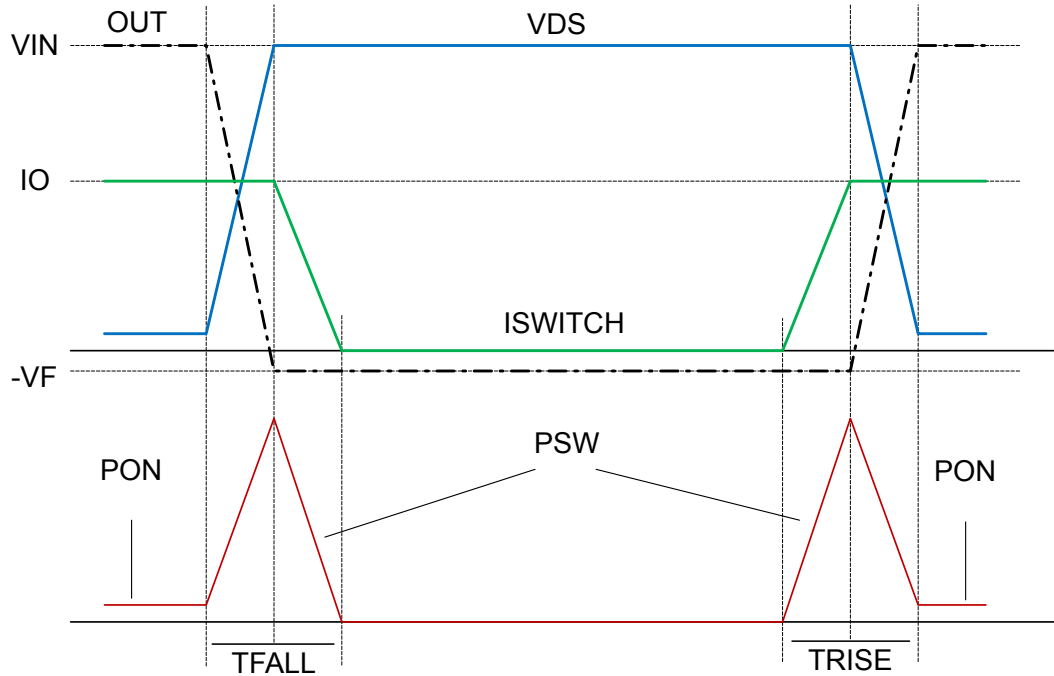 OUT
VDS
VIN
IO
ISWITCH
-VF
PSW
PON
PON
TFALL
TRISE